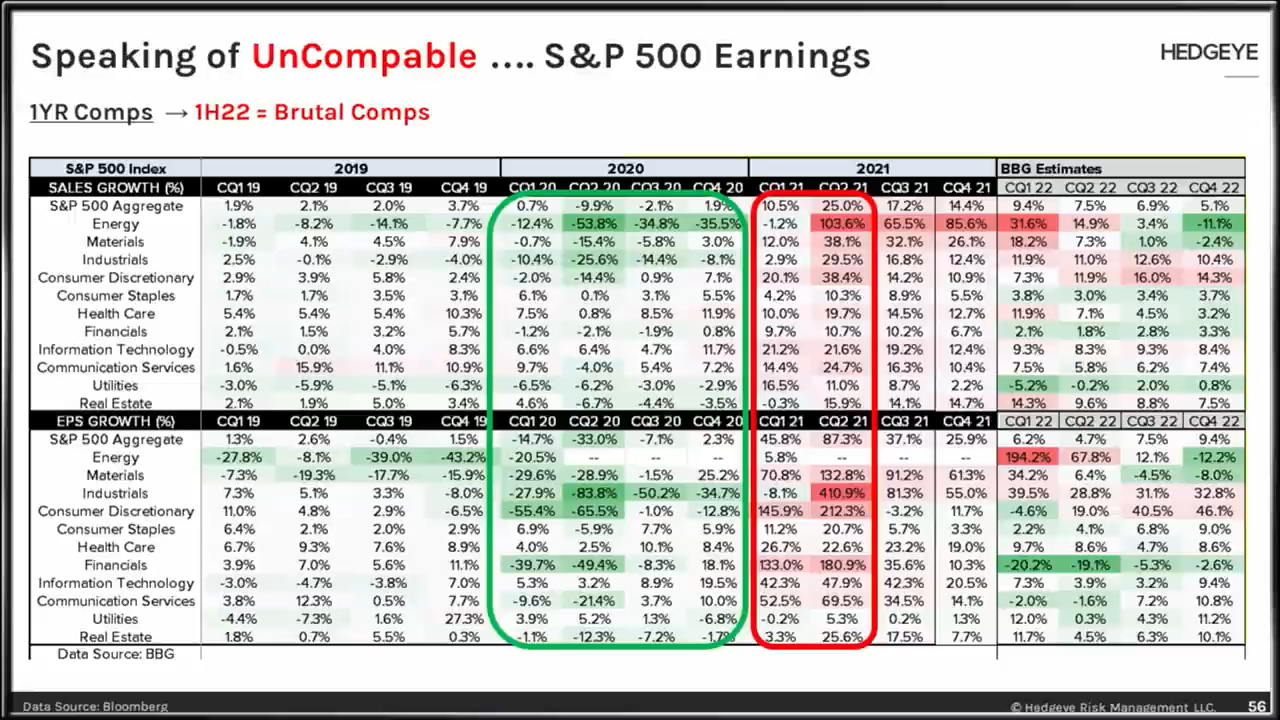 Speaking of UnCompable .... S&P 500 Earnings
HEDGEYE
1YR Comps → 1H22 = Brutal Comps
S&P 500 Index 2019 2020 2021 BBG Estimates
SALES GROWTH (%) CQ1 19 CQ2 19 CQ3 19 CQ4 19 CQ1 20 CQ2 20 CQ3 20 CQ4 20 CQ1 21 CQ2 21 CQ3 21 CQ4 21 CQ1 22 CQ2 22 CQ3 22 CQ4 22
S&P 500 Aggregate 1.9% 2.1% 2.0% 3.7% 0.7% -9.9% -2.1% 1.9% 10.5% 25.0% 17.2% 14.4% 9.4% 7.5% 6.9% 5.1%
Energy -1.8% -8.2% -14.1% -7.7% -12.4% -53.8% -34.8% -35.5% -1.2% 103.6% 65.5% 85.6% 31.6% 14.9% 3.4% -11.1%
Materials -1.9% 4.1% 4.5% 7.9% -0.7% -15.4% -5.8% 3.0% 12.0% 38.1% 32.1% 26.1% 18.2% 7.3% 1.0% -2.4%
Industrials 2.5% -0.1% -2.9% -4.0% -10.4% -25.6% -14.4% -8.1% 2.9% 29.5% 16.8% 12.4% 11.9% 11.0% 12.6% 10.4%
Consumer Discretionary 2.9% 3.9% 5.8% 2.4% -2.0% -14.4% 0.9% 7.1% 20.1% 38.4% 14.2% 10.9% 7.3% 11.9% 16.0% 14.3%
Consumer Staples 1.7% 1.7% 3.5% 3.1% 6.1% 0.1% 3.1% 5.5% 4.2% 10.3% 8.9% 5.5% 3.8% 3.0% 3.4% 3.7%
Health Care 5.4% 5.4% 5.4% 10.3% 7.5% 0.8% 8.5% 11.9% 10.0% 19.7% 14.5% 12.7% 11.9% 7.1% 4.5% 3.2%
Financials 2.1% 1.5% 3.2% 5.7% -1.2% -2.1% -1.9% 0.8% 9.7% 10.7% 10.2% 6.7% 2.1% 1.8% 2.8% 3.3%
Information Technology -0.5% 0.0% 4.0% 8.3% 6.6% 6.4% 4.7% 11.7% 21.2% 21.6% 19.2% 12.4% 9.3% 8.3% 9.3% 8.4%
Communication Services 1.6% 15.9% 11.1% 10.9% 9.7% -4.0% 5.4% 7.2% 14.4% 24.7% 16.3% 10.4% 7.5% 5.8% 6.2% 7.4%
Utilities -3.0% -5.9% -5.1% -6.3% -6.5% -6.2% -3.0% -2.9% 16.5% 11.0% 8.7% 2.2% -5.2% -0.2% 2.0% 0.8%
Real Estate 2.1% 1.9% 5.0% 3.4% 4.6% -6.7% -4.4% -3.5% -0.3% 15.9% 14.1% 14.7% 14.3% 9.6% 8.8% 7.5%
EPS GROWTH (%) CQ1 19 CQ2 19 CQ3 19 CQ4 19 CQ1 20 CQ2 20 CQ3 20 CQ4 20 CQ1 21 CQ2 21 CQ3 21 CQ4 21 CQ1 22 CQ2 22 CQ3 22 CQ4 22
S&P 500 Aggregate 1.3% 2.6% -0.4% 1.5% -14.7% -33.0% -7.1% 2.3% 45.8% 87.3% 37.1% 25.9% 6.2% 4.7% 7.5% 9.4%
Energy -27.8% -8.1% -39.0% -43.2% -20.5% -- -- -- 5.8% -- -- -- 194.2% 67.8% 12.1% -12.2%
Materials -7.3% -19.3% -17.7% -15.9% -29.6% -28.9% -1.5% 25.2% 70.8% 132.8% 91.2% 61.3% 34.2% 6.4% -4.5% -8.0%
Industrials 7.3% 5.1% 3.3% -8.0% -27.9% -83.8% -50.2% -34.7% -8.1% 410.9% 81.3% 55.0% 39.5% 28.8% 31.1% 32.8%
Consumer Discretionary 11.0% 4.8% 2.9% -6.5% -55.4% -65.5% -1.0% -12.8% 145.9% 212.3% -3.2% 11.7% -4.6% 19.0% 40.5% 46.1%
Consumer Staples 6.4% 2.1% 2.0% 2.9% 6.9% -5.9% 7.7% 5.9% 11.2% 20.7% 5.7% 3.3% 2.2% 4.1% 6.8% 9.0%
Health Care 6.7% 9.3% 7.6% 8.9% 4.0% 2.5% 10.1% 8.4% 26.7% 22.6% 23.2% 19.0% 9.7% 8.6% 4.7% 8.6%
Financials 3.9% 7.0% 5.6% 11.1% -39.7% -49.4% -8.3% 18.1% 133.0% 180.9% 35.6% 10.3% -20.2% -19.1% -5.3% -2.6%
Information Technology -3.0% -4.7% -3.8% 7.0% 5.3% 3.2% 8.9% 19.5% 42.3% 47.9% 42.3% 20.5% 7.3% 3.9% 3.2% 9.4%
Communication Services 3.8% 12.3% 0.5% 7.7% -9.6% -21.4% 3.7% 10.0% 52.5% 69.5% 34.5% 14.1% -2.0% -1.6% 7.2% 10.8%
Utilities -4.4% -7.3% 1.6% 27.3% 3.9% 5.2% 1.3% -6.8% -0.2% 5.3% 0.2% 1.3% 12.0% 0.3% 4.3% 11.2%
Real Estate 1.8% 0.7% 5.5% 0.3% -1.1% -12.3% -7.2% -1.7% 3.3% 25.6% 17.5% 7.7% 11.7% 4.5% 6.3% 10.1%
Data Source: BBG
Data Source: Bloomberg
© Hedgeye Risk Management LLC. 56